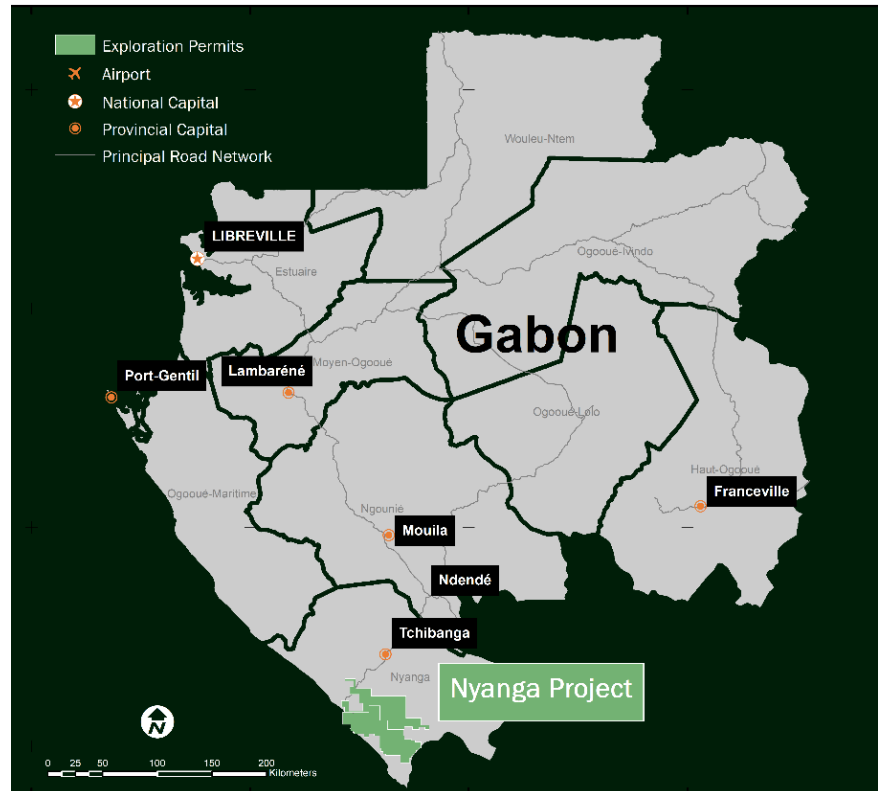 Exploration Permits
Airport
National Capital
Provincial Capital
Principal Road Network
Wouleu-Ntem
LIBREVILLE
Ogooué-Ivindo
Estuaire
Gabon
Moyen-Ogooué
Lambaréné
Port-Gentil
Ogooué-Lolo
Haut-Ogooué
Franceville
Ogooué-Maritime
Ngounié
Mouila
Ndendé
Tchibanga
Nyanga
Nyanga Project
N
0 25 50 100 150 200
Kilometers